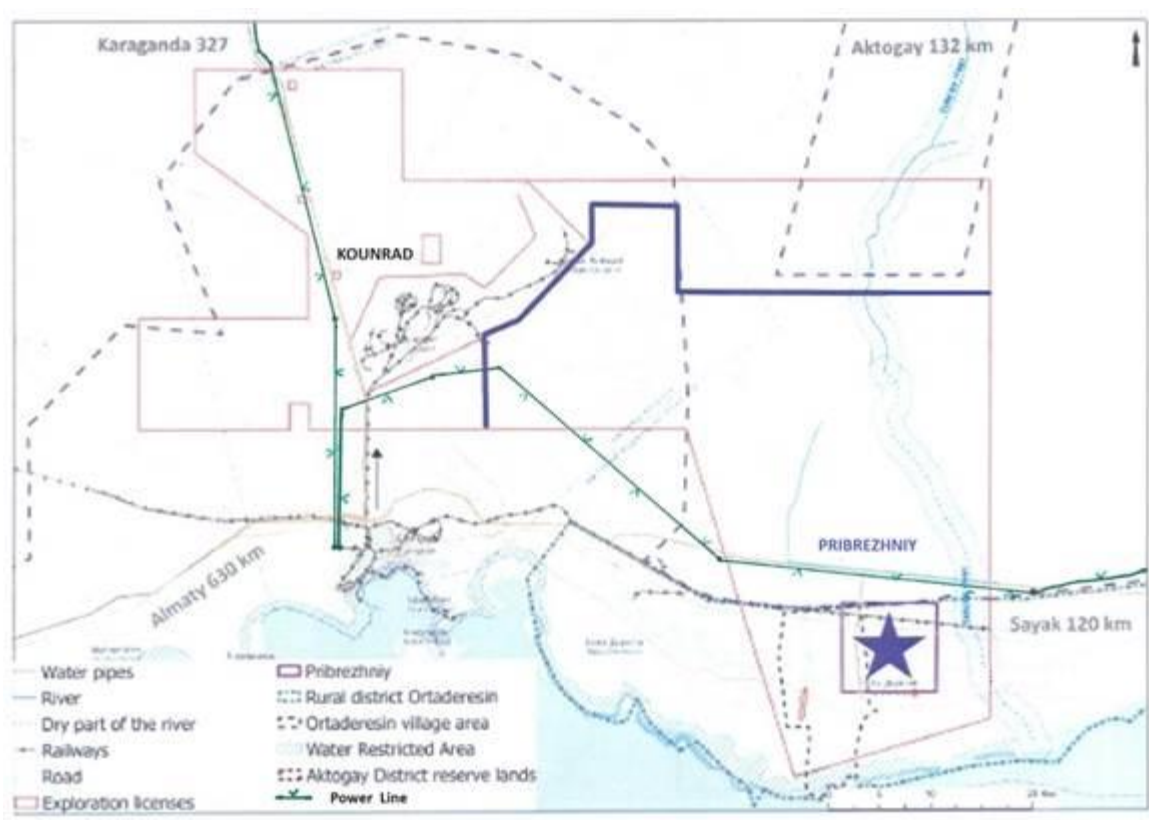 Karaganda 327
Aktogay 132 km
KOUNRAD
PRIBREZHNIY
Almaty 630 km
Sayak 120 km
Water pipes
River
Dry part of the river
Railways
Road
Exploration licenses
Pribrezhniy
Rural district Ortaderesin
Ortaderesin village area
Water Restricted Area
Aktogay District reserve lands
Power Line